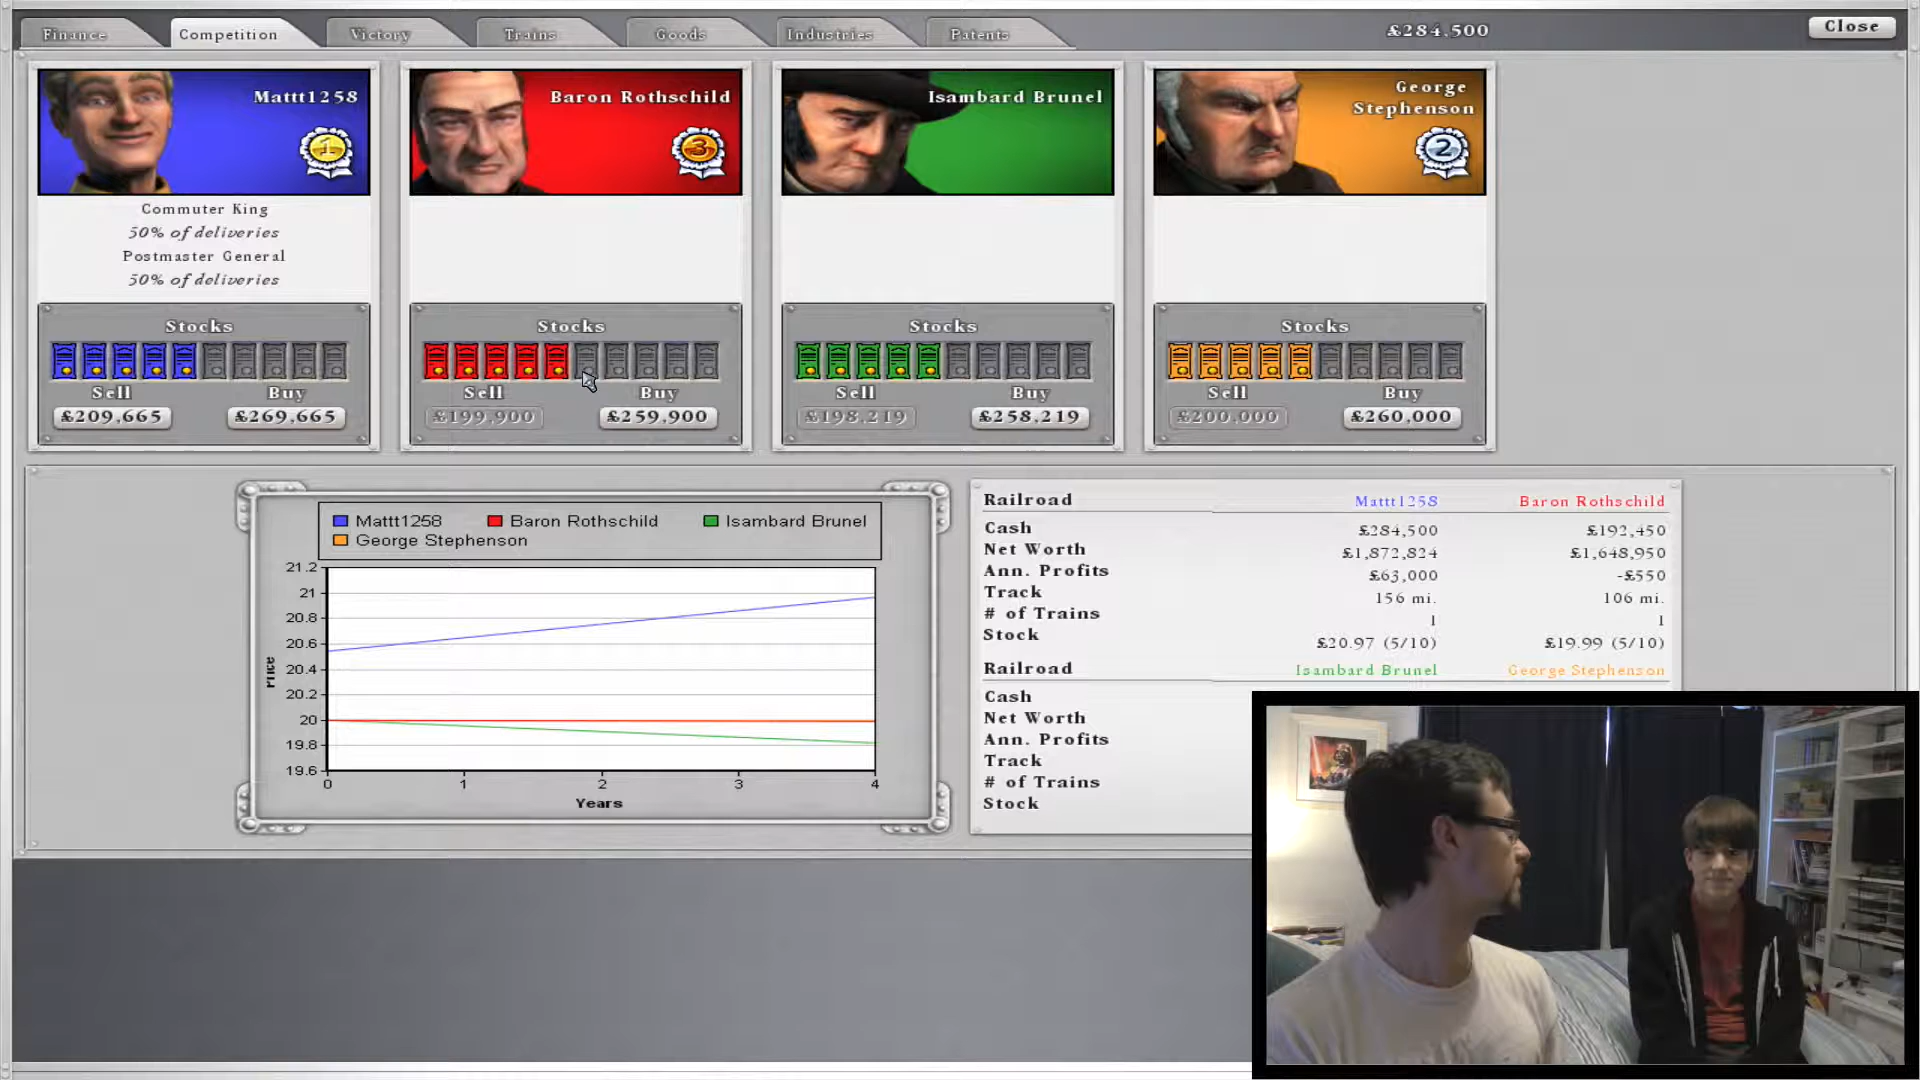 Finance Competition Victory Trains Goods Industries Patents £284,500 Close
Mattt1258
1
Commuter King
50% of deliveries
Postmaster General
50% of deliveries
Stocks
Sell Buy
£209,665 £269,665
Baron Rothschild
3
Stocks
Sell Buy
£199,900 £259,900
Isambard Brunel
Stocks
Sell Buy
£198,219 £258,219
George
Stephenson
2
Stocks
Sell Buy
£200,000 £260,000
Mattt1258 Baron Rothschild Isambard Brunel
George Stephenson
21.2
21
20.8
20.6
20.4
20.2
20
19.8
19.6
0 1 2 3 4
Price
Years
Railroad Mattt1258 Baron Rothschild
Cash £284,500 £192,450
Net Worth £1,872,824 £1,648,950
Ann. Profits £63,000 -£550
Track 156 mi. 106 mi.
# of Trains 1 1
Stock £20.97 (5/10) £19.99 (5/10)
Railroad Isambard Brunel George Stephenson
Cash
Net Worth
Ann. Profits
Track
# of Trains
Stock